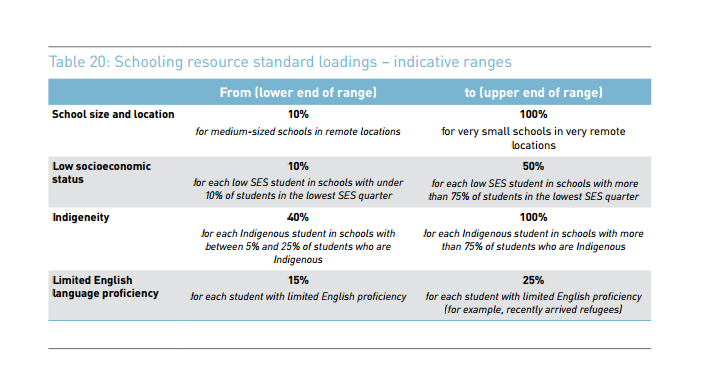 Table 20: Schooling resource standard loadings – indicative ranges
From (lower end of range) to (upper end of range)
School size and location 10% 100%
for medium-sized schools in remote locations for very small schools in very remote
locations
Low socioeconomic 10% 50%
status for each low SES student in schools with under for each low SES student in schools with more
10% of students in the lowest SES quarter than 75% of students in the lowest SES quarter
Indigeneity 40% 100%
for each Indigenous student in schools with for each Indigenous student in schools with more
between 5% and 25% of students who are than 75% of students who are Indigenous
Indigenous
Limited English 15% 25%
language proficiency for each student with limited English proficiency for each student with limited English proficiency
(for example, recently arrived refugees)